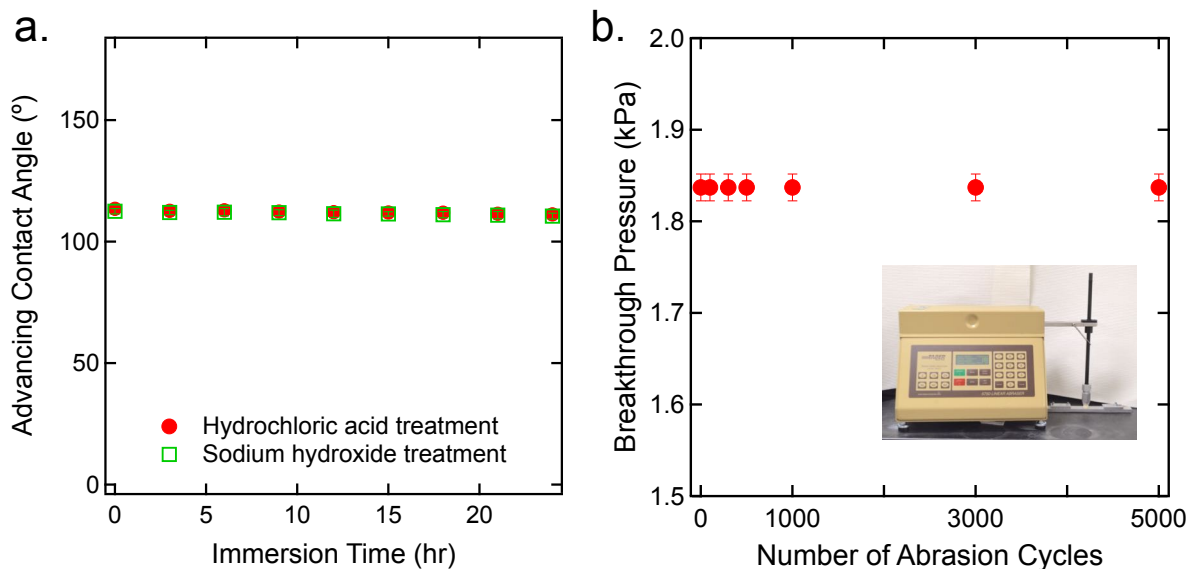 a.
Advancing Contact Angle (º)
150
100
50
0
Hydrochloric acid treatment
Sodium hydroxide treatment
0 5 10 15 20
Immersion Time (hr)
b.
Breakthrough Pressure (kPa)
2.0
1.9
1.8
1.7
1.6
1.5
0 1000 3000 5000
Number of Abrasion Cycles